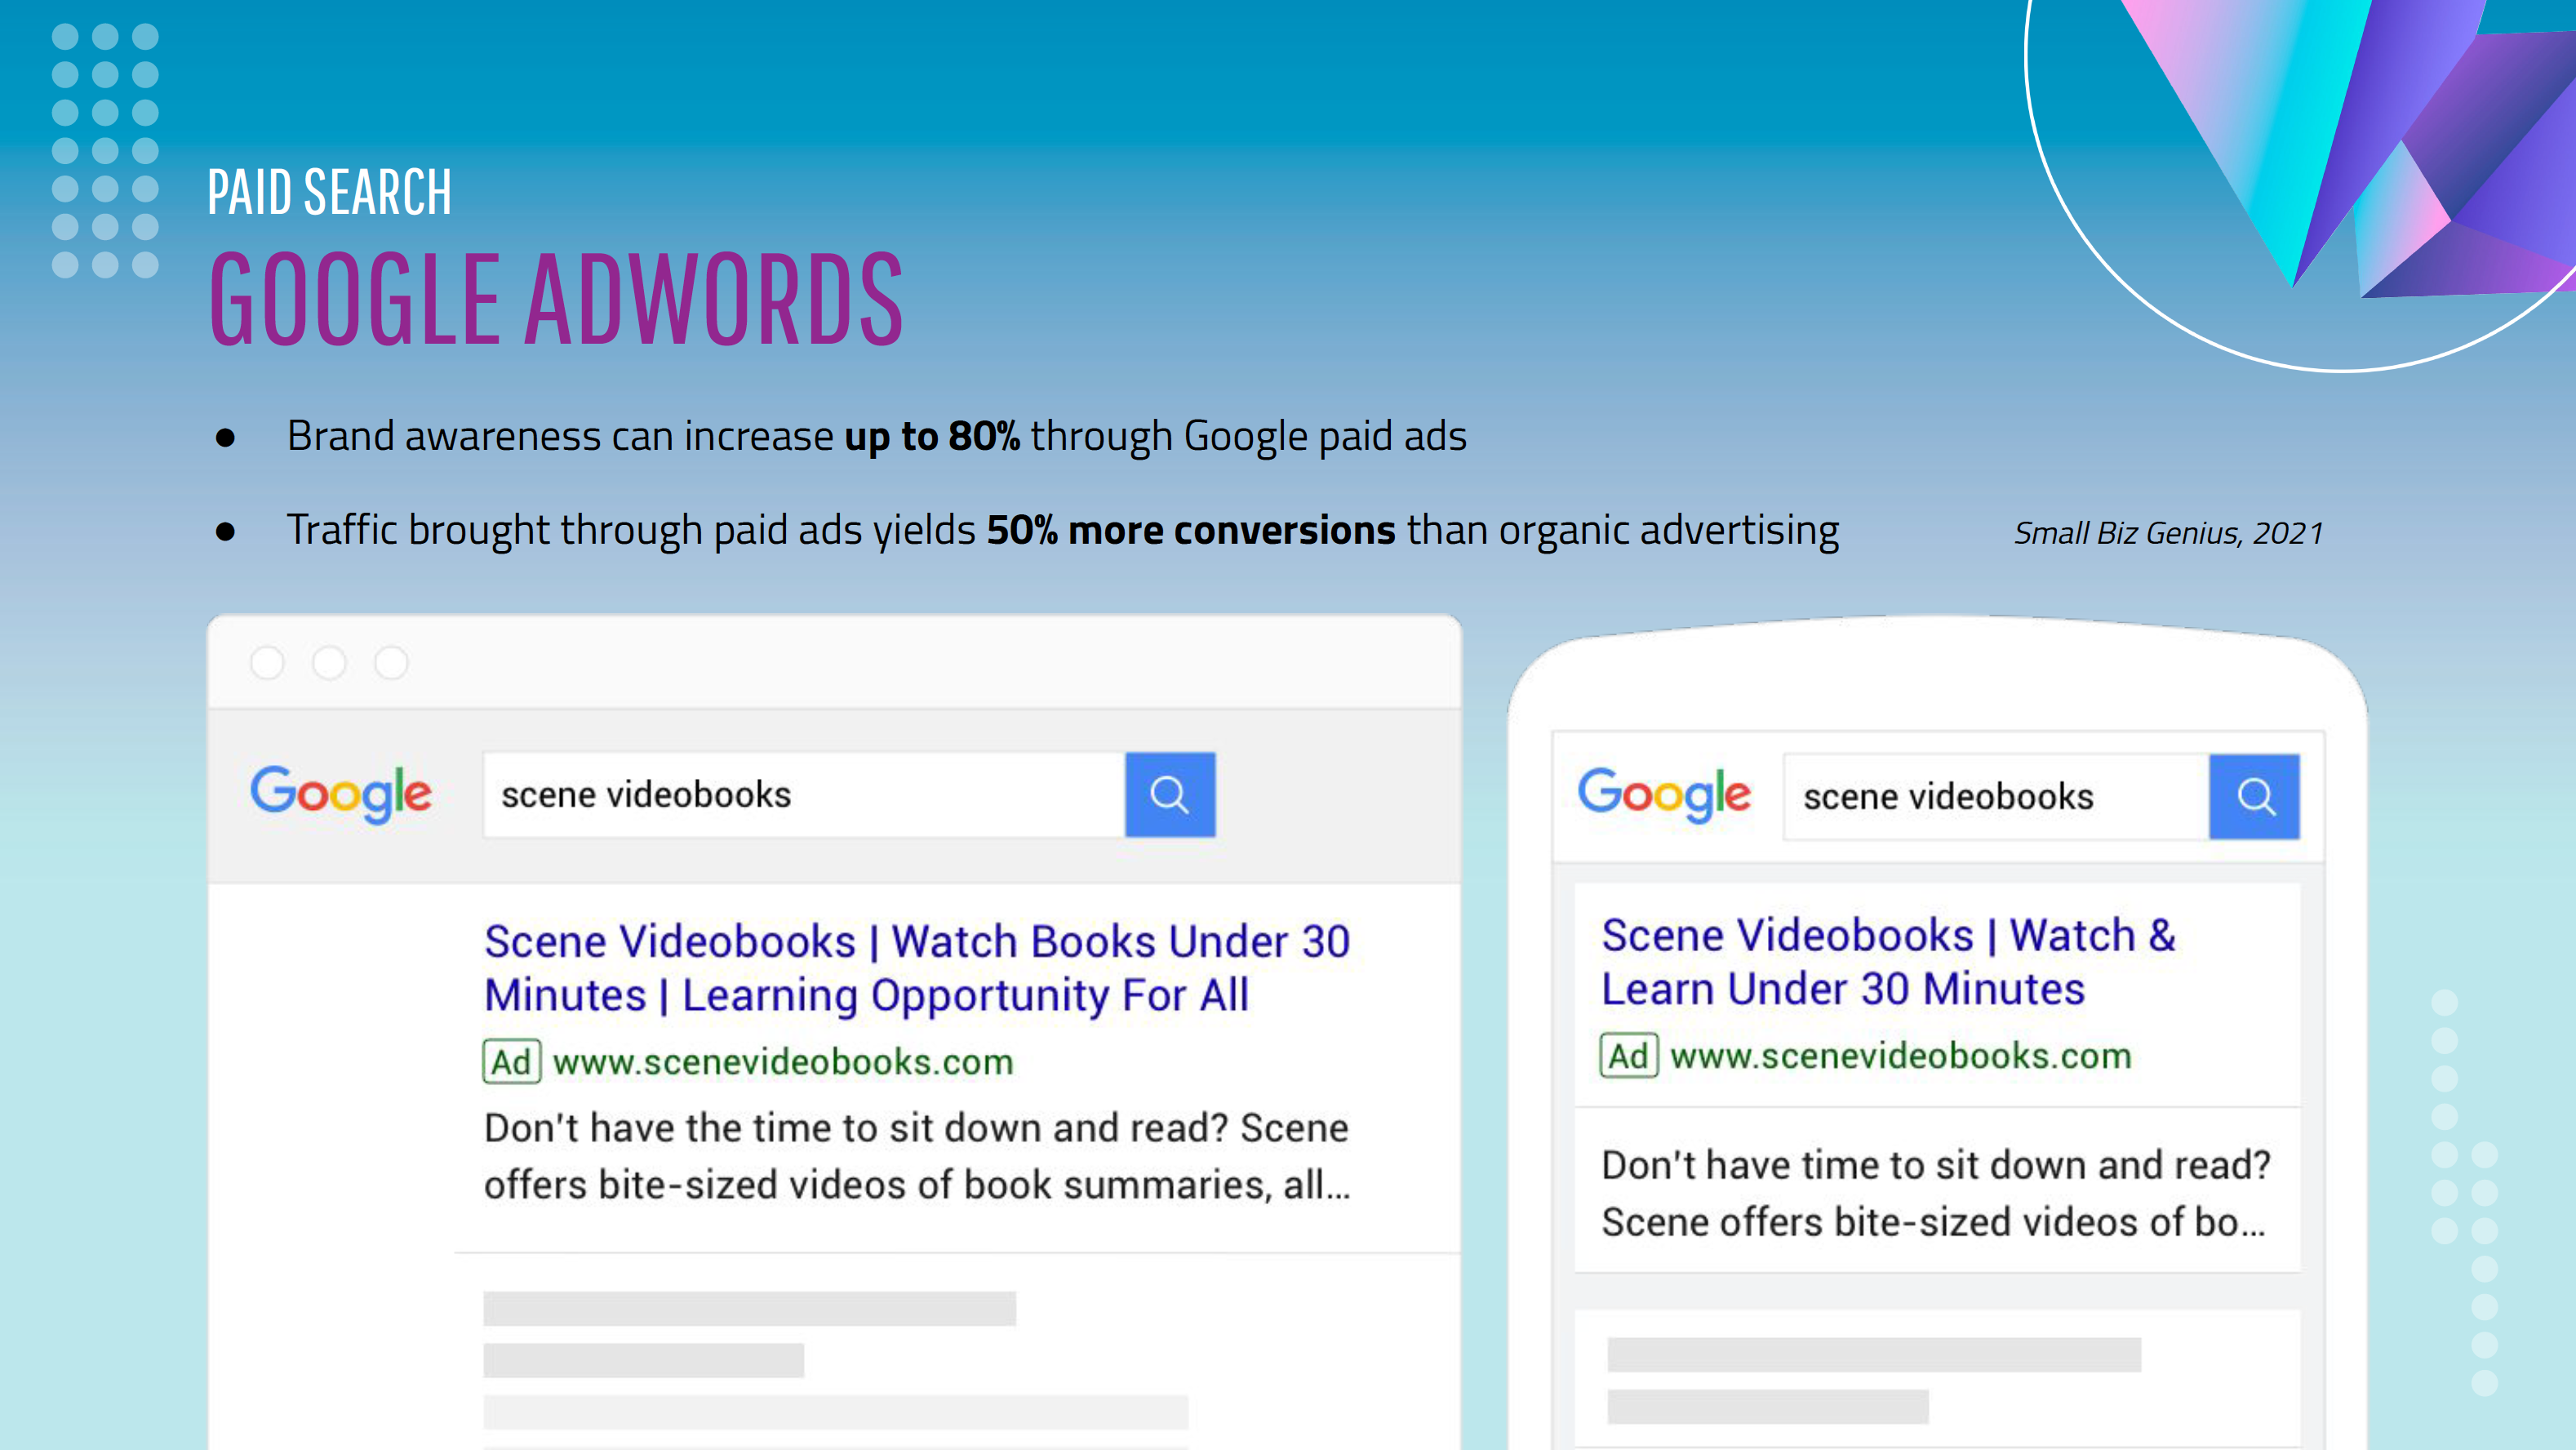 PAID SEARCH
GOOGLE ADWORDS
● Brand awareness can increase up to 80% through Google paid ads
● Traffic brought through paid ads yields 50% more conversions than organic advertising
Small Biz Genius, 2021
Google
scene videobooks
Scene Videobooks | Watch Books Under 30
Minutes | Learning Opportunity For All
Ad www.scenevideobooks.com
Don't have the time to sit down and read? Scene
offers bite-sized videos of book summaries, all...
Google
scene videobooks
Scene Videobooks | Watch &
Learn Under 30 Minutes
Ad www.scenevideobooks.com
Don't have time to sit down and read?
Scene offers bite-sized videos of bo...